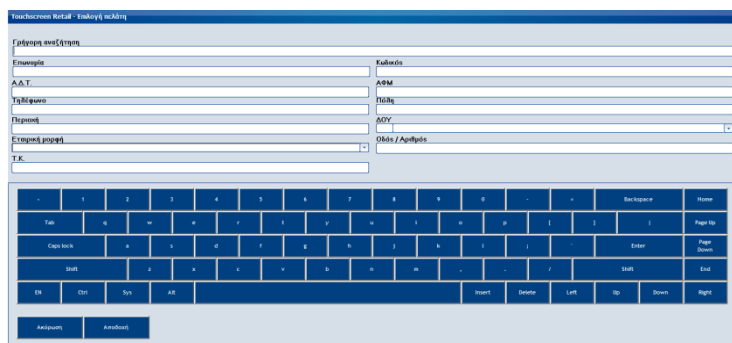 Touchscreen Retail - Επιλογή πελάτη
Γρήγορη αναζήτηση
Επωνυμία Κωδικός
Α.Δ.Τ. ΑΦΜ
Τηλέφωνο Πόλη
Περιοχή ΔΟΥ
Εταιρική μορφή Οδός / Αριθμός
Τ.Κ.
~ 1 2 3 4 5 6 7 8 9 0 - = Backspace Home
Tab q w e r t y u i o p [ ] \ Page Up
Caps lock a s d f g h j k l ; ' Enter Page Down
Shift z x c v b n m , . / Shift End
EN Ctrl Sys Alt Insert Delete Left Up Down Right
Ακύρωση Αποδοχή